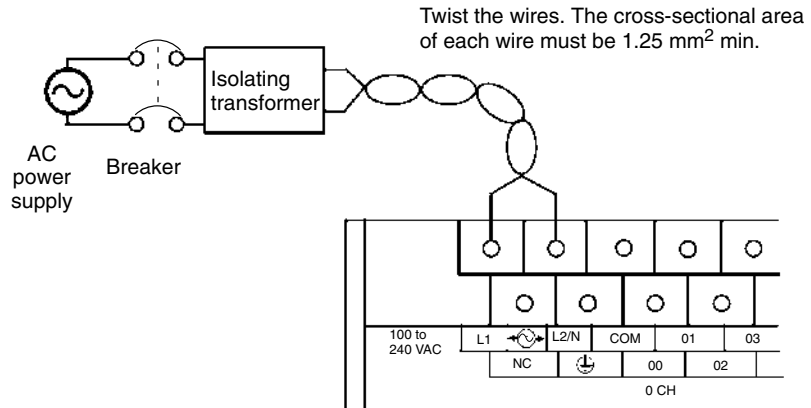 Twist the wires. The cross-sectional area
of each wire must be 1.25 mm² min.
Isolating
transformer
AC
power
supply
Breaker
100 to
240 VAC
L1
L2/N
COM
01
03
NC
00
02
0 CH